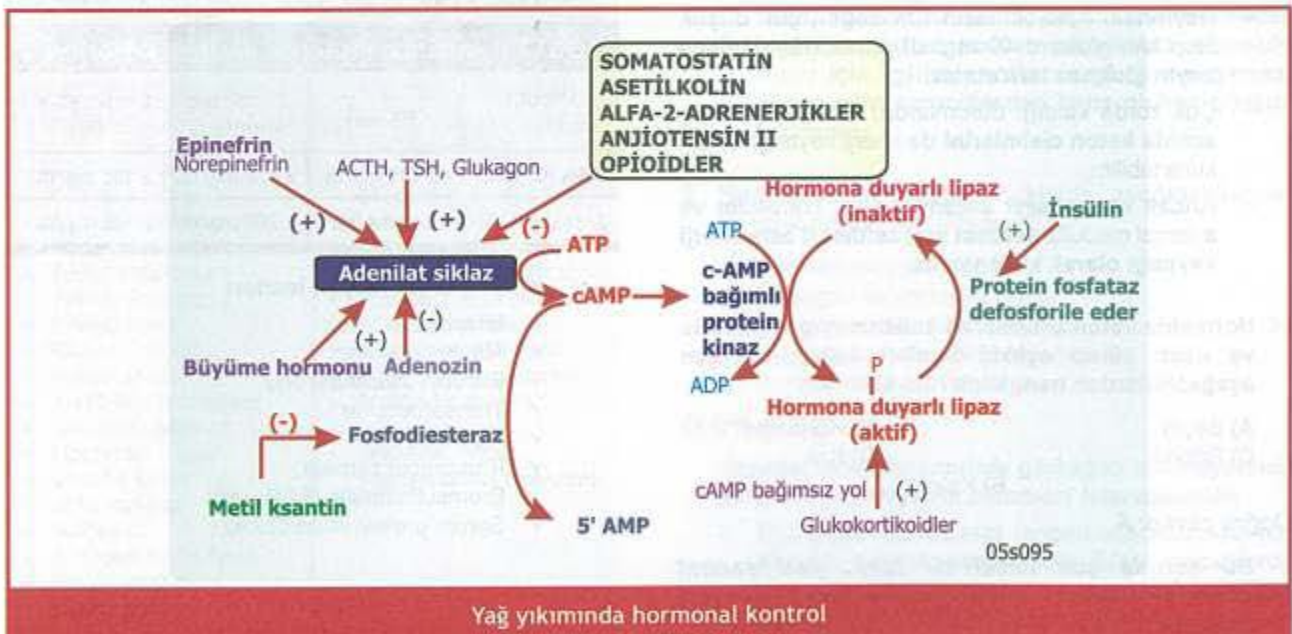 SOMATOSTATİN
ASETİLKOLİN
ALFA-2-ADRENERJİKLER
ANJİOTENSİN II
OPİOİDLER
Epinefrin
Norepinefrin
ACTH, TSH, Glukagon
(+)
(+)
(-)
ATP
Adenilat siklaz
cAMP
(-)
(+)
Büyüme hormonu
Adenozin
(-)
Fosfodiesteraz
Metil ksantin
5' AMP
Hormona duyarlı lipaz
(inaktif)
ATP
c-AMP
bağımlı
protein
kinaz
ADP
İnsülin
(+)
Protein fosfataz
defosforile eder
P
Hormona duyarlı lipaz
(aktif)
cAMP bağımsız yol
(+)
Glukokortikoidler
05s095
Yağ yıkımında hormonal kontrol